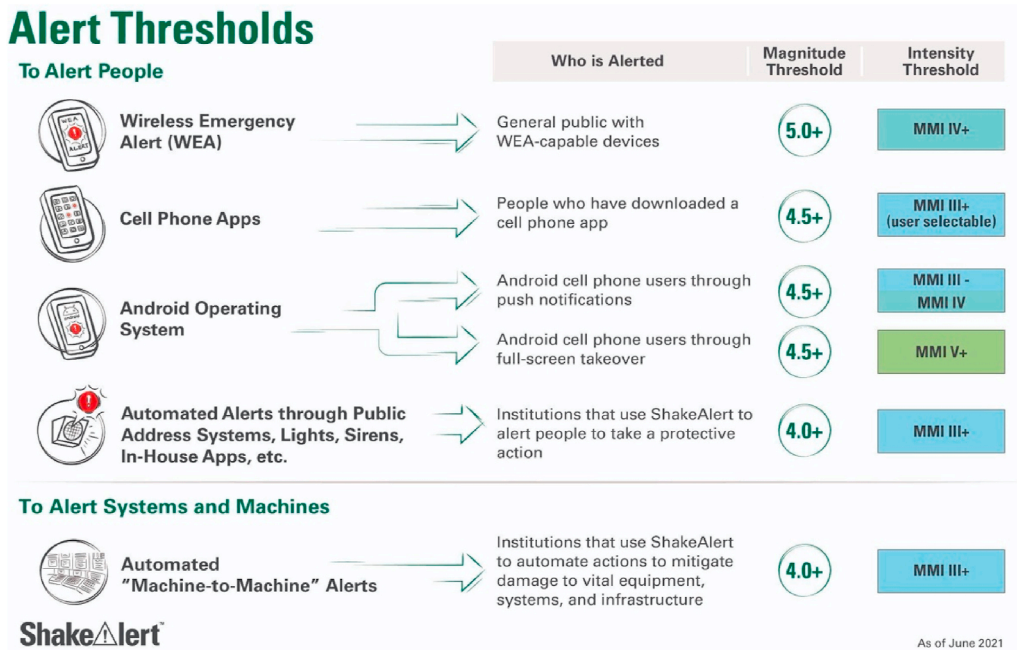 Alert Thresholds
To Alert People
Who is Alerted
Magnitude
Threshold
Intensity
Threshold
WEA
ALERT
Wireless Emergency
Alert (WEA)
General public with
WEA-capable devices
5.0+
MMI IV+
Cell Phone Apps
People who have downloaded a
cell phone app
4.5+
MMI III+
(user selectable)
Android Operating
System
Android cell phone users through
push notifications
4.5+
MMI III -
MMI IV
Android cell phone users through
full-screen takeover
4.5+
MMI V+
Automated Alerts through Public
Address Systems, Lights, Sirens,
In-House Apps, etc.
Institutions that use ShakeAlert to
alert people to take a protective
action
4.0+
MMI III+
To Alert Systems and Machines
Automated
"Machine-to-Machine" Alerts
Institutions that use ShakeAlert
to automate actions to mitigate
damage to vital equipment,
systems, and infrastructure
4.0+
MMI III+
ShakeAlert™
As of June 2021